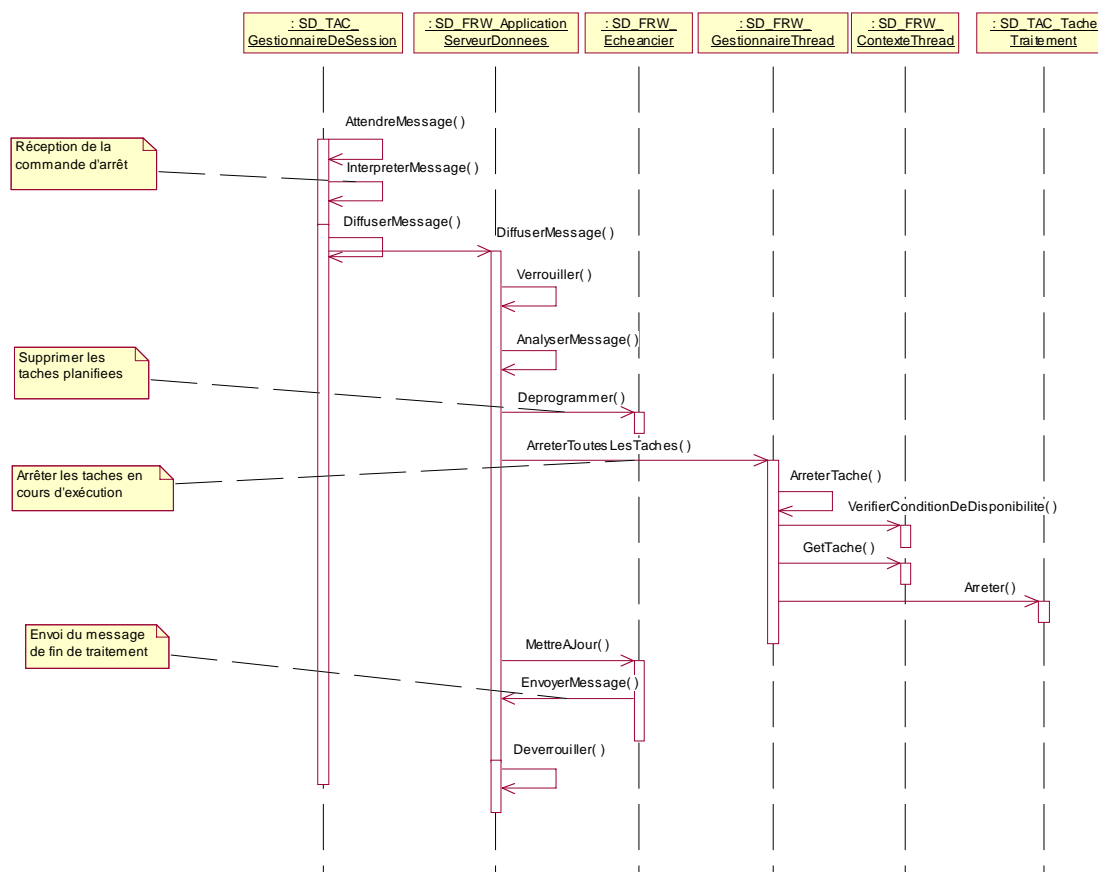 : SD_TAC_
GestionnaireDeSession
: SD_FRW_Application
ServeurDonnees
: SD_FRW_
Echeancier
: SD_FRW_
GestionnaireThread
: SD_FRW_
ContexteThread
: SD_TAC_Tache
Traitement
AttendreMessage( )
Réception de la
commande d'arrêt
InterpreterMessage( )
DiffuserMessage( )
DiffuserMessage( )
Verrouiller( )
AnalyserMessage( )
Supprimer les
taches planifiees
Deprogrammer( )
ArreterToutesLesTaches( )
Arrêter les taches en
cours d'exécution
ArreterTache( )
VerifierConditionDeDisponibilite( )
GetTache( )
Arreter( )
Envoi du message
de fin de traitement
MettreAJour( )
EnvoyerMessage( )
Deverrouiller( )